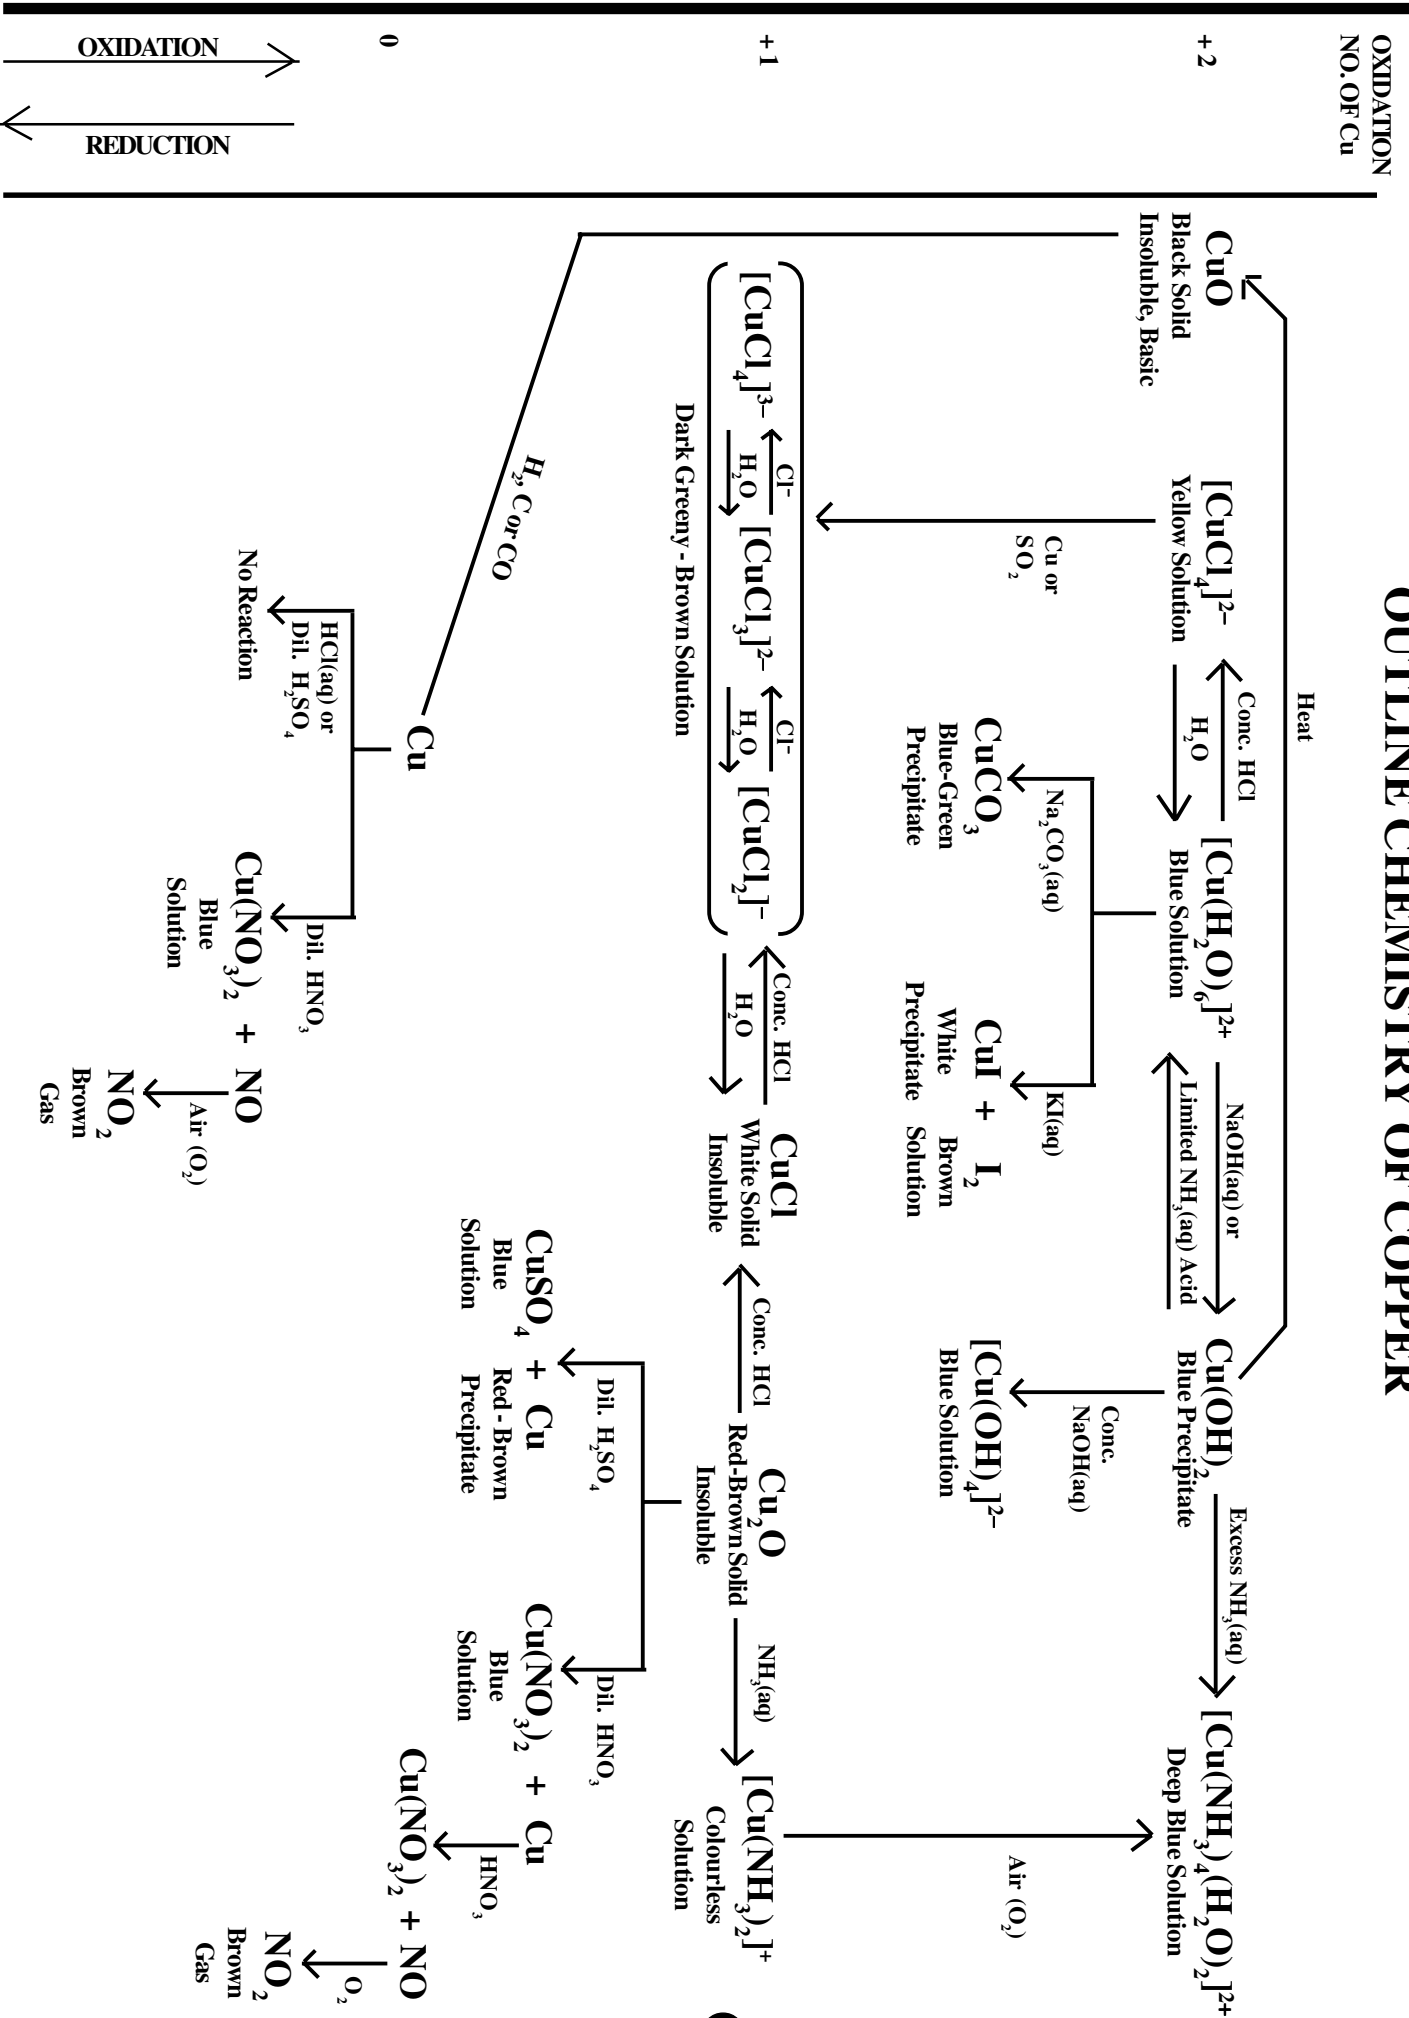 OUTLINE CHEMISTRY OF COPPER
OXIDATION
NO. OF Cu
+ 2
+ 1
0
OXIDATION
REDUCTION
Heat
CuO
Black Solid
Insoluble, Basic
[CuCl₄]²⁻
Yellow Solution
Conc. HCl
H₂O
[Cu(H₂O)₆]²⁺
Blue Solution
NaOH(aq) or
Limited NH₃(aq) Acid
Cu(OH)₂
Blue Precipitate
Excess NH₃(aq)
[Cu(NH₃)₄(H₂O)₂]²⁺
Deep Blue Solution
Cu or
SO₂
Na₂CO₃(aq)
KI(aq)
Conc.
NaOH(aq)
Air (O₂)
CuCO₃
Blue-Green
Precipitate
CuI + I₂
White Brown
Precipitate Solution
[Cu(OH)₄]²⁻
Blue Solution
[CuCl₄]³⁻
Cl⁻
H₂O
[CuCl₃]²⁻
Cl⁻
H₂O
[CuCl₂]⁻
Dark Greeny - Brown Solution
Conc. HCl
H₂O
CuCl
White Solid
Insoluble
Conc. HCl
Cu₂O
Red-Brown Solid
Insoluble
NH₃(aq)
[Cu(NH₃)₂]⁺
Colourless
Solution
H₂, C or CO
Dil. H₂SO₄
Dil. HNO₃
CuSO₄ + Cu
Blue Red - Brown
Solution Precipitate
Cu(NO₃)₂ + Cu
Blue
Solution
HNO₃
Cu(NO₃)₂ + NO
O₂
NO₂
Brown
Gas
Cu
HCl(aq) or
Dil. H₂SO₄
No Reaction
Dil. HNO₃
Cu(NO₃)₂ + NO
Blue
Solution
Air (O₂)
NO₂
Brown
Gas